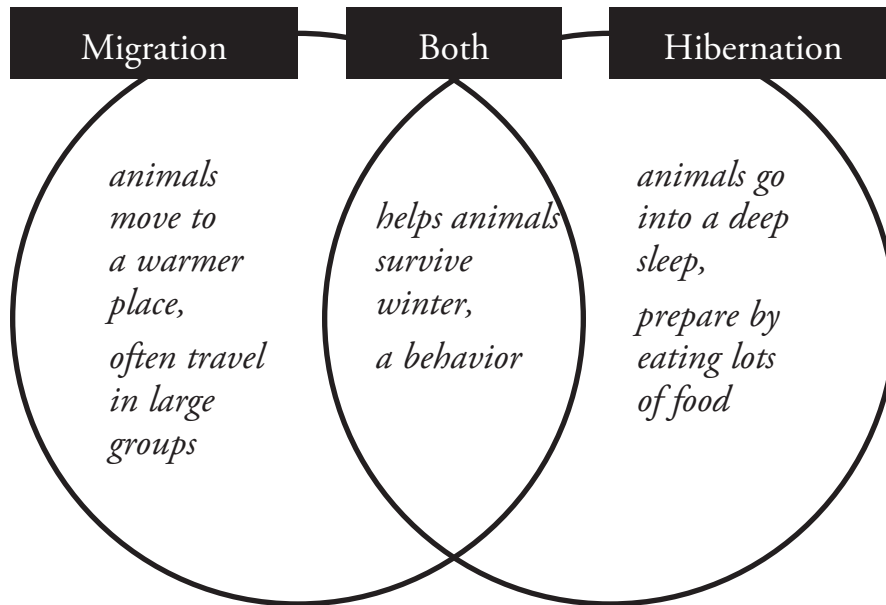 Migration
Both
Hibernation
animals
move to
a warmer
place,
often travel
in large
groups
helps animals
survive
winter,
a behavior
animals go
into a deep
sleep,
prepare by
eating lots
of food